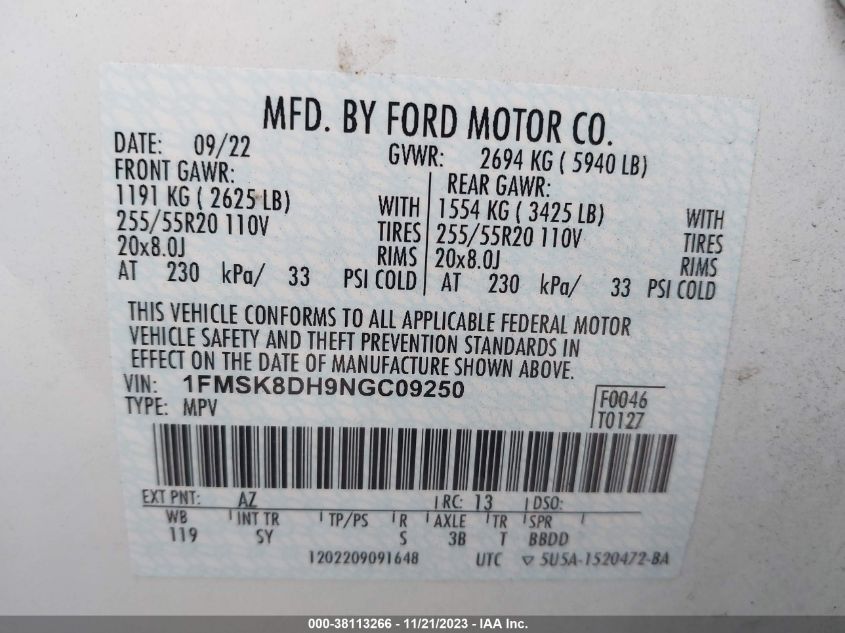 MFD. BY FORD MOTOR CO.
DATE: 09/22 GVWR: 2694 KG ( 5940 LB)
FRONT GAWR: REAR GAWR:
1191 KG ( 2625 LB) WITH 1554 KG ( 3425 LB) WITH
255/55R20 110V TIRES 255/55R20 110V TIRES
20x8.0J RIMS 20x8.0J RIMS
AT 230 kPa/ 33 PSI COLD AT 230 kPa/ 33 PSI COLD
THIS VEHICLE CONFORMS TO ALL APPLICABLE FEDERAL MOTOR
VEHICLE SAFETY AND THEFT PREVENTION STANDARDS IN
EFFECT ON THE DATE OF MANUFACTURE SHOWN ABOVE.
VIN: 1FMSK8DH9NGC09250 F0046
TYPE: MPV T0127
EXT PNT: AZ RC: 13 DSO:
WB INT TR TP/PS R AXLE TR SPR
119 SY S 3B T BBDD
1202209091648 UTC ▽ 5U5A-1520472-BA
000-38113266 - 11/21/2023 - IAA Inc.